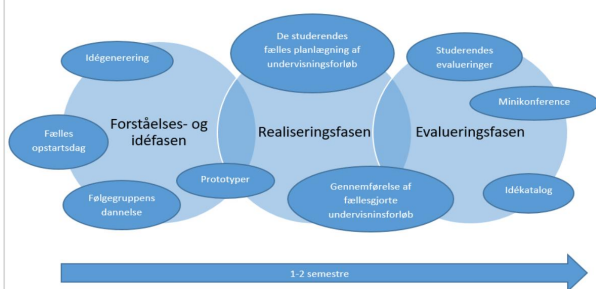 Idégenerering
Fælles
opstartsdag
Forståelses- og
idéfasen
Følgegruppens
dannelse
Prototyper
De studerendes
fælles planlægning af
undervisningsforløb
Realiseringsfasen
Gennemførelse af
fællesgjorte
undervisninsforløb
Studerendes
evalueringer
Minikonference
Evalueringsfasen
Idékatalog
1-2 semestre